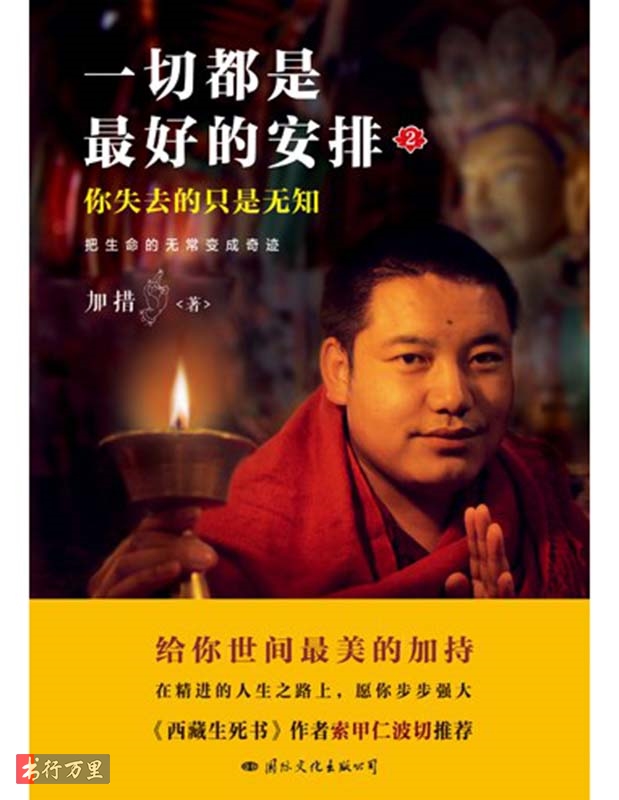 一切都是
最好的安排 2
你失去的只是无知
把生命的无常变成奇迹
加措 <著>
给你世间最美的加持
在精进的人生之路上，愿你步步强大
《西藏生死书》作者索甲仁波切推荐
国际文化出版公司
书行万里